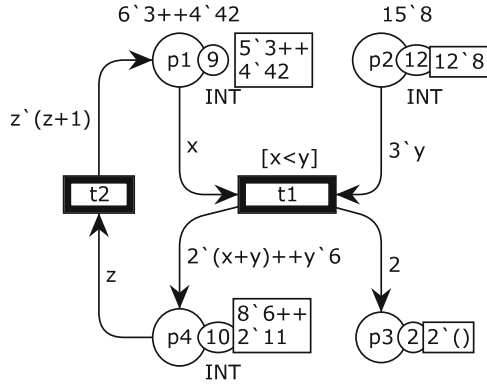 6`3++4`42
15`8
p1
9
5`3++
4`42
p2
12
12`8
INT
INT
z`(z+1)
x
3`y
[x<y]
t2
t1
2`(x+y)++y`6
2
z
p4
10
8`6++
2`11
p3
2
2`()
INT